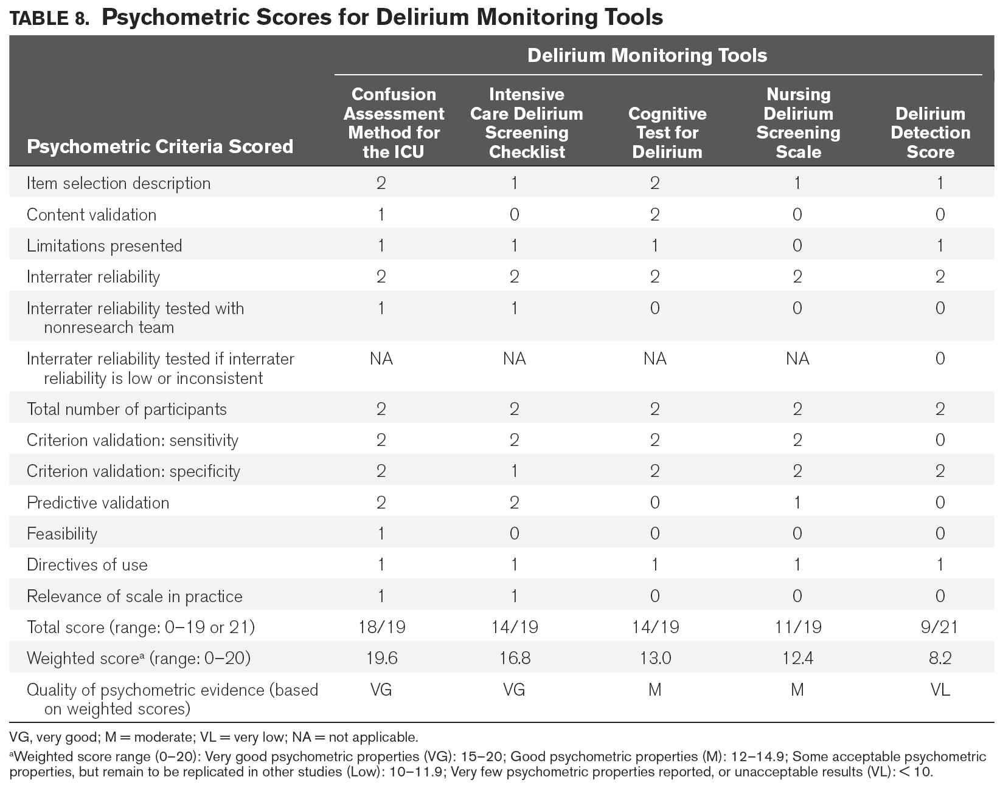 TABLE 8. Psychometric Scores for Delirium Monitoring Tools
Delirium Monitoring Tools
Psychometric Criteria Scored
Confusion
Assessment
Method for
the ICU
Intensive
Care Delirium
Screening
Checklist
Cognitive
Test for
Delirium
Nursing
Delirium
Screening
Scale
Delirium
Detection
Score
Item selection description 2 1 2 1 1
Content validation 1 0 2 0 0
Limitations presented 1 1 1 0 1
Interrater reliability 2 2 2 2 2
Interrater reliability tested with 1 1 0 0 0
nonresearch team
Interrater reliability tested if interrater NA NA NA NA 0
reliability is low or inconsistent
Total number of participants 2 2 2 2 2
Criterion validation: sensitivity 2 2 2 2 0
Criterion validation: specificity 2 1 2 2 2
Predictive validation 2 2 0 1 0
Feasibility 1 0 0 0 0
Directives of use 1 1 1 1 1
Relevance of scale in practice 1 1 0 0 0
Total score (range: 0–19 or 21) 18/19 14/19 14/19 11/19 9/21
Weighted scoreª (range: 0–20) 19.6 16.8 13.0 12.4 8.2
Quality of psychometric evidence (based VG VG M M VL
on weighted scores)
VG, very good; M = moderate; VL = very low; NA = not applicable.
ªWeighted score range (0–20): Very good psychometric properties (VG): 15–20; Good psychometric properties (M): 12–14.9; Some acceptable psychometric
properties, but remain to be replicated in other studies (Low): 10–11.9; Very few psychometric properties reported, or unacceptable results (VL): < 10.